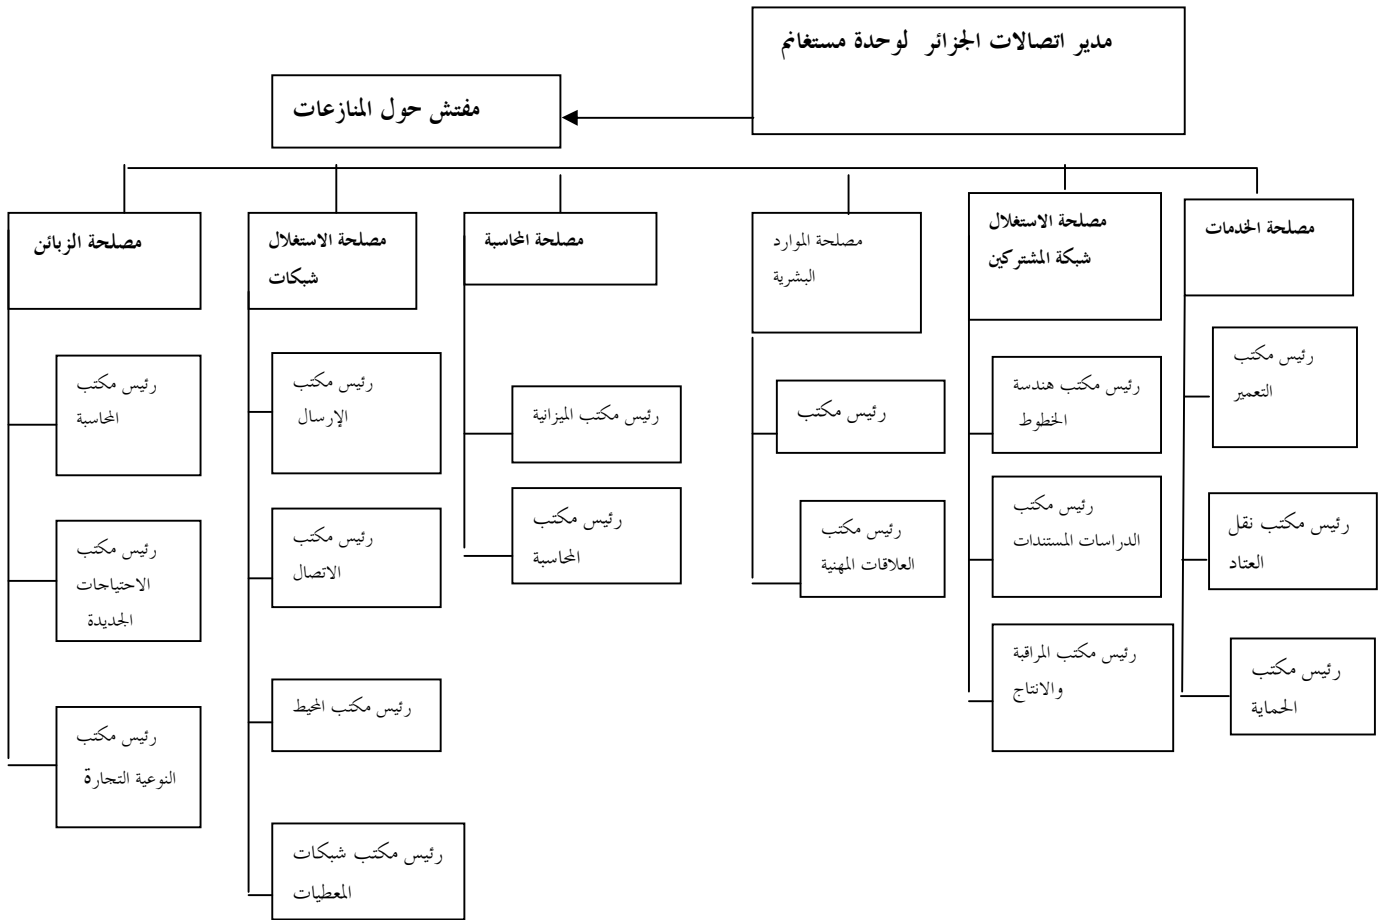 مدير اتصالات الجزائر لوحدة مستغانم
مفتش حول المنازعات
مصلحة الخدمات
مصلحة الاستغلال
شبكة المشتركين
مصلحة الموارد
البشرية
مصلحة المحاسبة
مصلحة الاستغلال
شبكات
مصلحة الزبائن
رئيس مكتب
التعمير
رئيس مكتب نقل
العتاد
رئيس مكتب
الحماية
رئيس مكتب هندسة
الخطوط
رئيس مكتب
الدراسات المستندات
رئيس مكتب المراقبة
والانتاج
رئيس مكتب
رئيس مكتب
العلاقات المهنية
رئيس مكتب الميزانية
رئيس مكتب
المحاسبة
رئيس مكتب
الإرسال
رئيس مكتب
الاتصال
رئيس مكتب المحيط
رئيس مكتب شبكات
المعطيات
رئيس مكتب
المحاسبة
رئيس مكتب
الاحتياجات
الجديدة
رئيس مكتب
النوعية التجارة